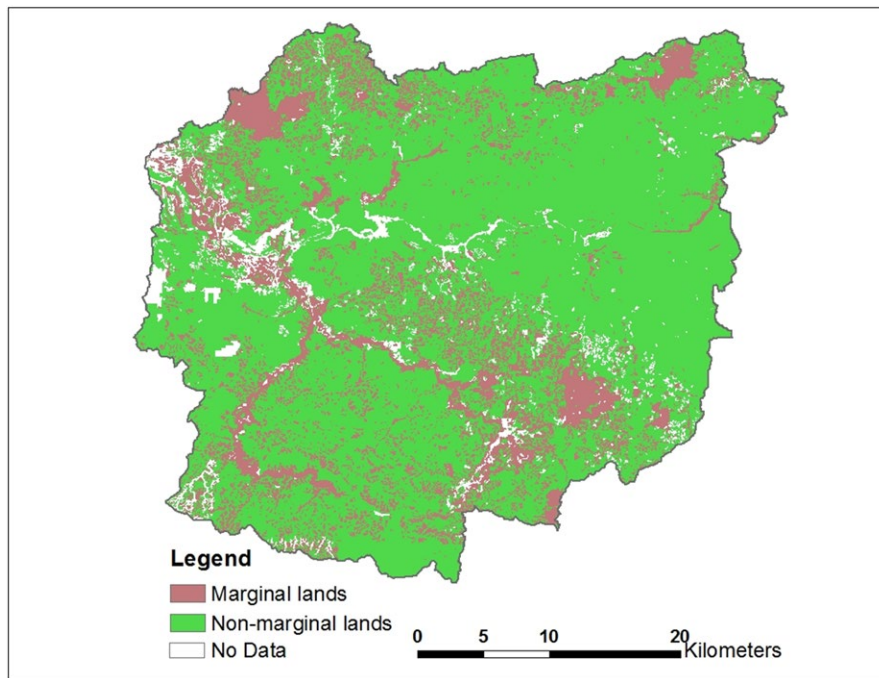 Legend
Marginal lands
Non-marginal lands
No Data
0 5 10 20
Kilometers